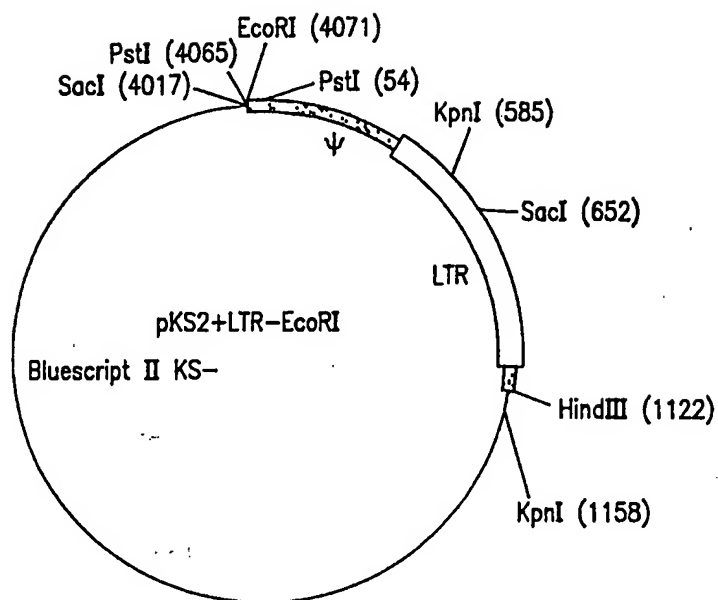 EcoRI (4071)
PstI (4065)
SacI (4017)
PstI (54)
KpnI (585)
Ψ
SacI (652)
LTR
pKS2+LTR-EcoRI
Bluescript II KS-
HindIII (1122)
KpnI (1158)